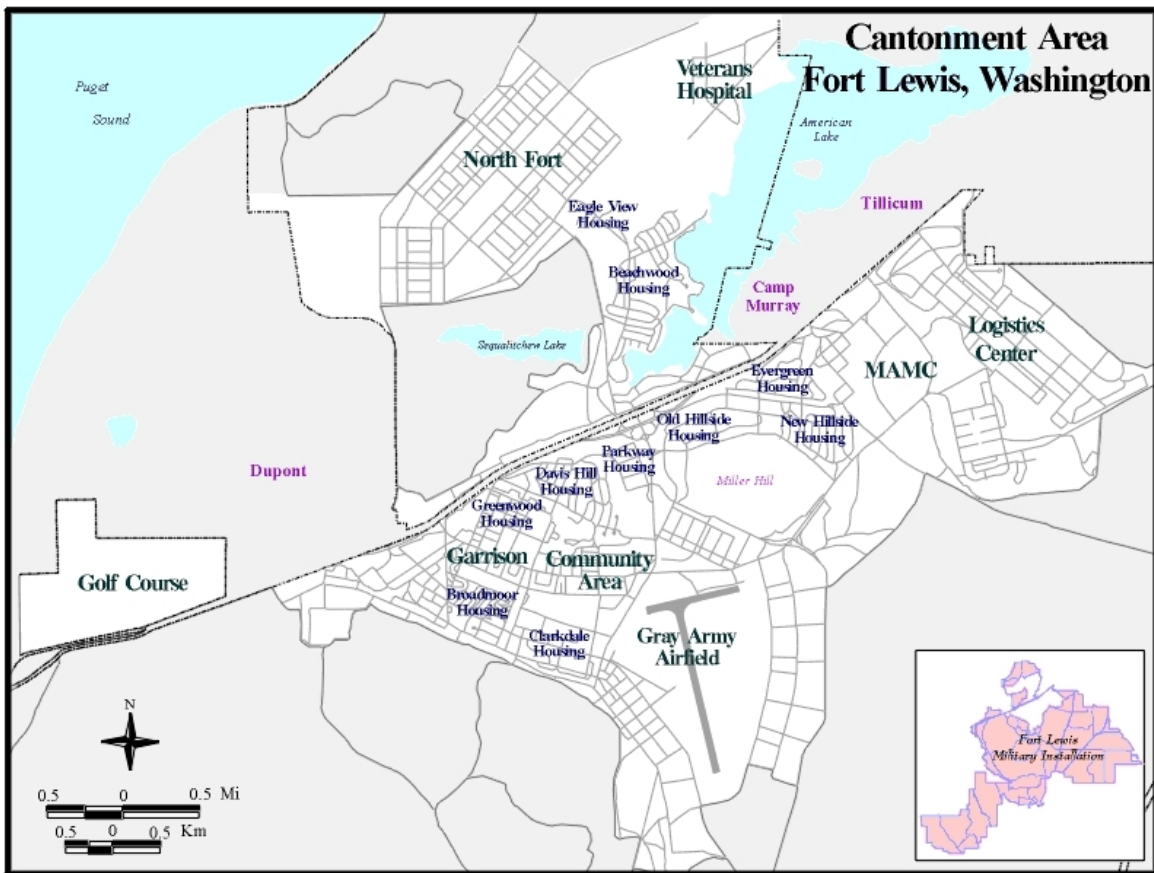 Cantonment Area
Fort Lewis, Washington
Puget
Sound
Veterans
Hospital
American
Lake
North Fort
Tillicum
Eagle View
Housing
Beachwood
Housing
Camp
Murray
Logistics
Center
Sequalitchew Lake
MAMC
Evergreen
Housing
Old Hillside
Housing
New Hillside
Housing
Parkway
Housing
Dupont
Davis Hill
Housing
Miller Hill
Greenwood
Housing
Garrison
Community
Area
Golf Course
Broadmoor
Housing
Clarkdale
Housing
Gray Army
Airfield
N
Fort Lewis
Military Installation
0.5 0 0.5 Mi
0.5 0 0.5 Km